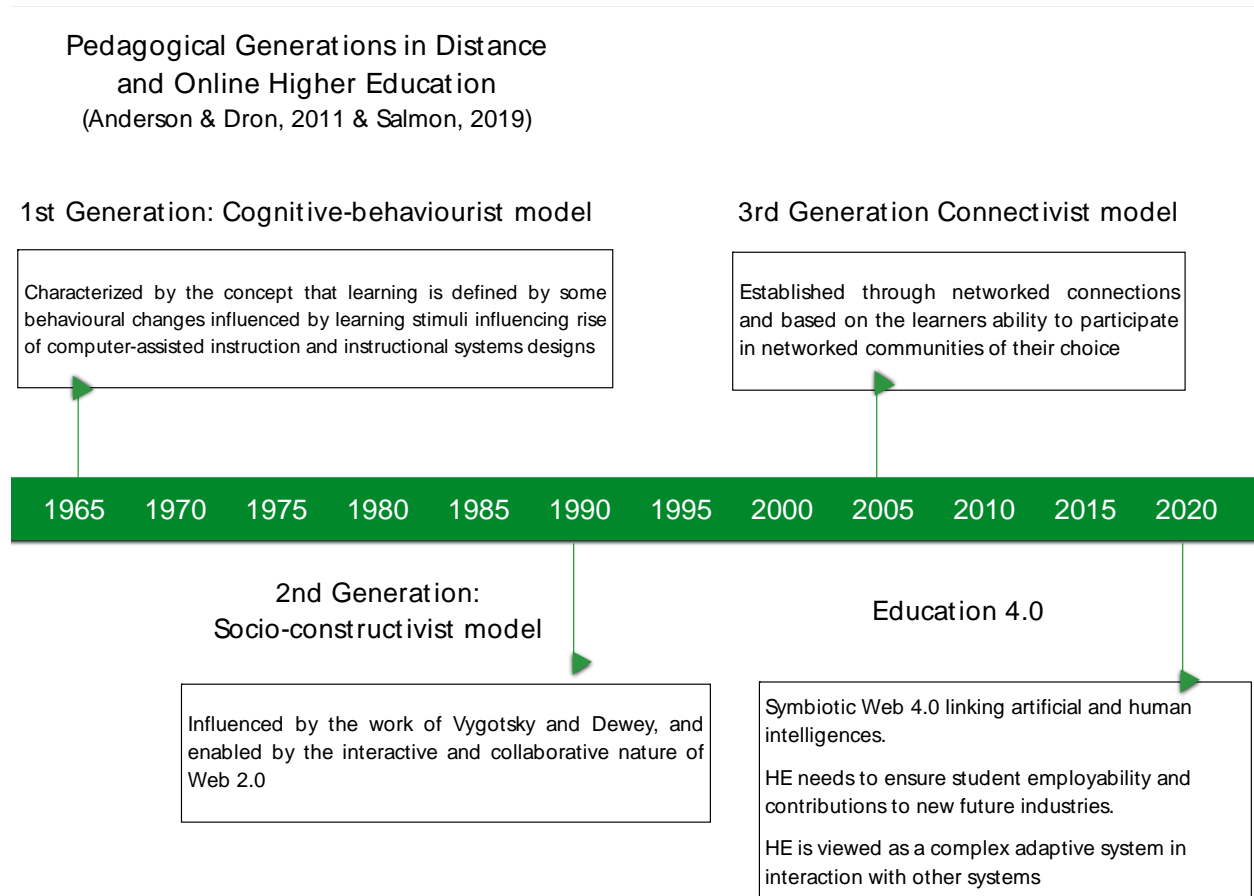 Pedagogical Generations in Distance
and Online Higher Education
(Anderson & Dron, 2011 & Salmon, 2019)
1st Generation: Cognitive-behaviourist model
Characterized by the concept that learning is defined by some
behavioural changes influenced by learning stimuli influencing rise
of computer-assisted instruction and instructional systems designs
3rd Generation Connectivist model
Established through networked connections
and based on the learners ability to participate
in networked communities of their choice
1965 1970 1975 1980 1985 1990 1995 2000 2005 2010 2015 2020
2nd Generation:
Socio-constructivist model
Influenced by the work of Vygotsky and Dewey, and
enabled by the interactive and collaborative nature of
Web 2.0
Education 4.0
Symbiotic Web 4.0 linking artificial and human
intelligences.
HE needs to ensure student employability and
contributions to new future industries.
HE is viewed as a complex adaptive system in
interaction with other systems